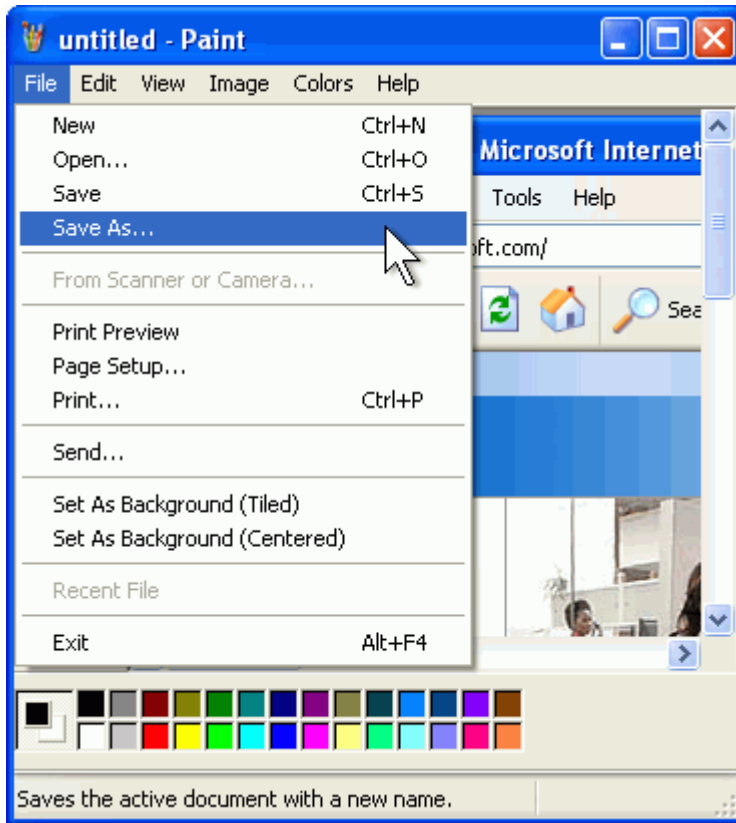 untitled - Paint
File Edit View Image Colors Help
New Ctrl+N
Open... Ctrl+O
Save Ctrl+S
Save As...
From Scanner or Camera...
Print Preview
Page Setup...
Print... Ctrl+P
Send...
Set As Background (Tiled)
Set As Background (Centered)
Recent File
Exit Alt+F4
Microsoft Internet
Tools Help
oft.com/
Sea
Saves the active document with a new name.